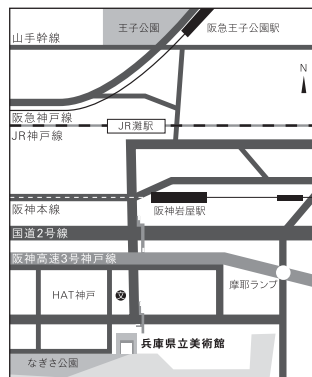 王子公園
阪急王子公園駅
山手幹線
N
阪急神戸線
JR灘駅
JR神戸線
阪神本線
阪神岩屋駅
国道2号線
阪神高速3号神戸線
摩耶ランプ
HAT神戸
文
兵庫県立美術館
なぎさ公園